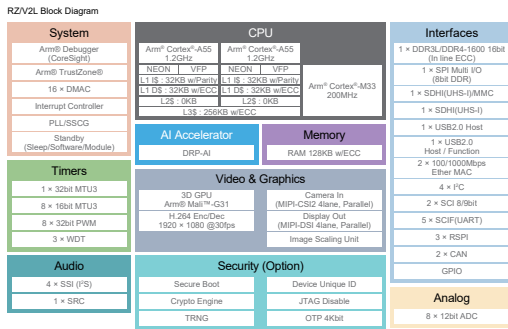 RZ/V2L Block Diagram
System
Arm® Debugger
(CoreSight)
Arm® TrustZone®
16 × DMAC
Interrupt Controller
PLL/SSCG
Standby
(Sleep/Software/Module)
Timers
1 × 32bit MTU3
8 × 16bit MTU3
8 × 32bit PWM
3 × WDT
Audio
4 × SSI (I²S)
1 × SRC
CPU
Arm® Cortex®-A55
1.2GHz
NEON
VFP
L1 I$ : 32KB w/Parity
L1 D$ : 32KB w/ECC
L2$ : 0KB
Arm® Cortex®-A55
1.2GHz
NEON
VFP
L1 I$ : 32KB w/Parity
L1 D$ : 32KB w/ECC
L2$ : 0KB
L3$ : 256KB w/ECC
Arm® Cortex®-M33
200MHz
AI Accelerator
DRP-AI
Memory
RAM 128KB w/ECC
Video & Graphics
3D GPU
Arm® Mali™-G31
H.264 Enc/Dec
1920 × 1080 @30fps
Camera In
(MIPI-CSI2 4lane, Parallel)
Display Out
(MIPI-DSI 4lane, Parallel)
Image Scaling Unit
Security (Option)
Secure Boot
Crypto Engine
TRNG
Device Unique ID
JTAG Disable
OTP 4Kbit
Interfaces
1 × DDR3L/DDR4-1600 16bit
(In line ECC)
1 × SPI Multi I/O
(8bit DDR)
1 × SDHI(UHS-I)/MMC
1 × SDHI(UHS-I)
1 × USB2.0 Host
1 × USB2.0
Host / Function
2 × 100/1000Mbps
Ether MAC
4 × I²C
2 × SCI 8/9bit
5 × SCIF(UART)
3 × RSPI
2 × CAN
GPIO
Analog
8 × 12bit ADC